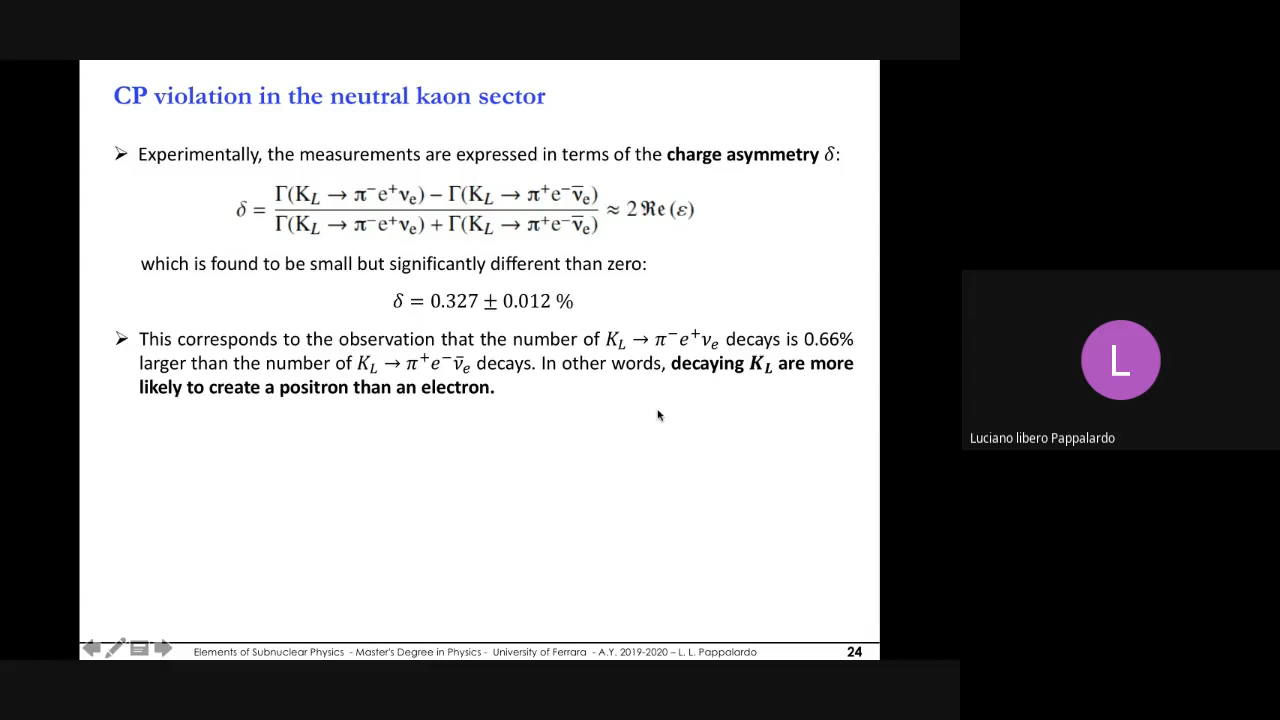 CP violation in the neutral kaon sector
➢ Experimentally, the measurements are expressed in terms of the charge asymmetry δ:
δ = Γ(K_L → π⁻e⁺ν_e) − Γ(K_L → π⁺e⁻ν̄_e) / Γ(K_L → π⁻e⁺ν_e) + Γ(K_L → π⁺e⁻ν̄_e) ≈ 2 ℜe (ε)
which is found to be small but significantly different than zero:
δ = 0.327 ± 0.012 %
➢ This corresponds to the observation that the number of K_L → π⁻e⁺ν_e decays is 0.66%
larger than the number of K_L → π⁺e⁻ν̄_e decays. In other words, decaying K_L are more
likely to create a positron than an electron.
Elements of Subnuclear Physics - Master's Degree in Physics - University of Ferrara - A.Y. 2019-2020 – L. L. Pappalardo
24
L
Luciano libero Pappalardo